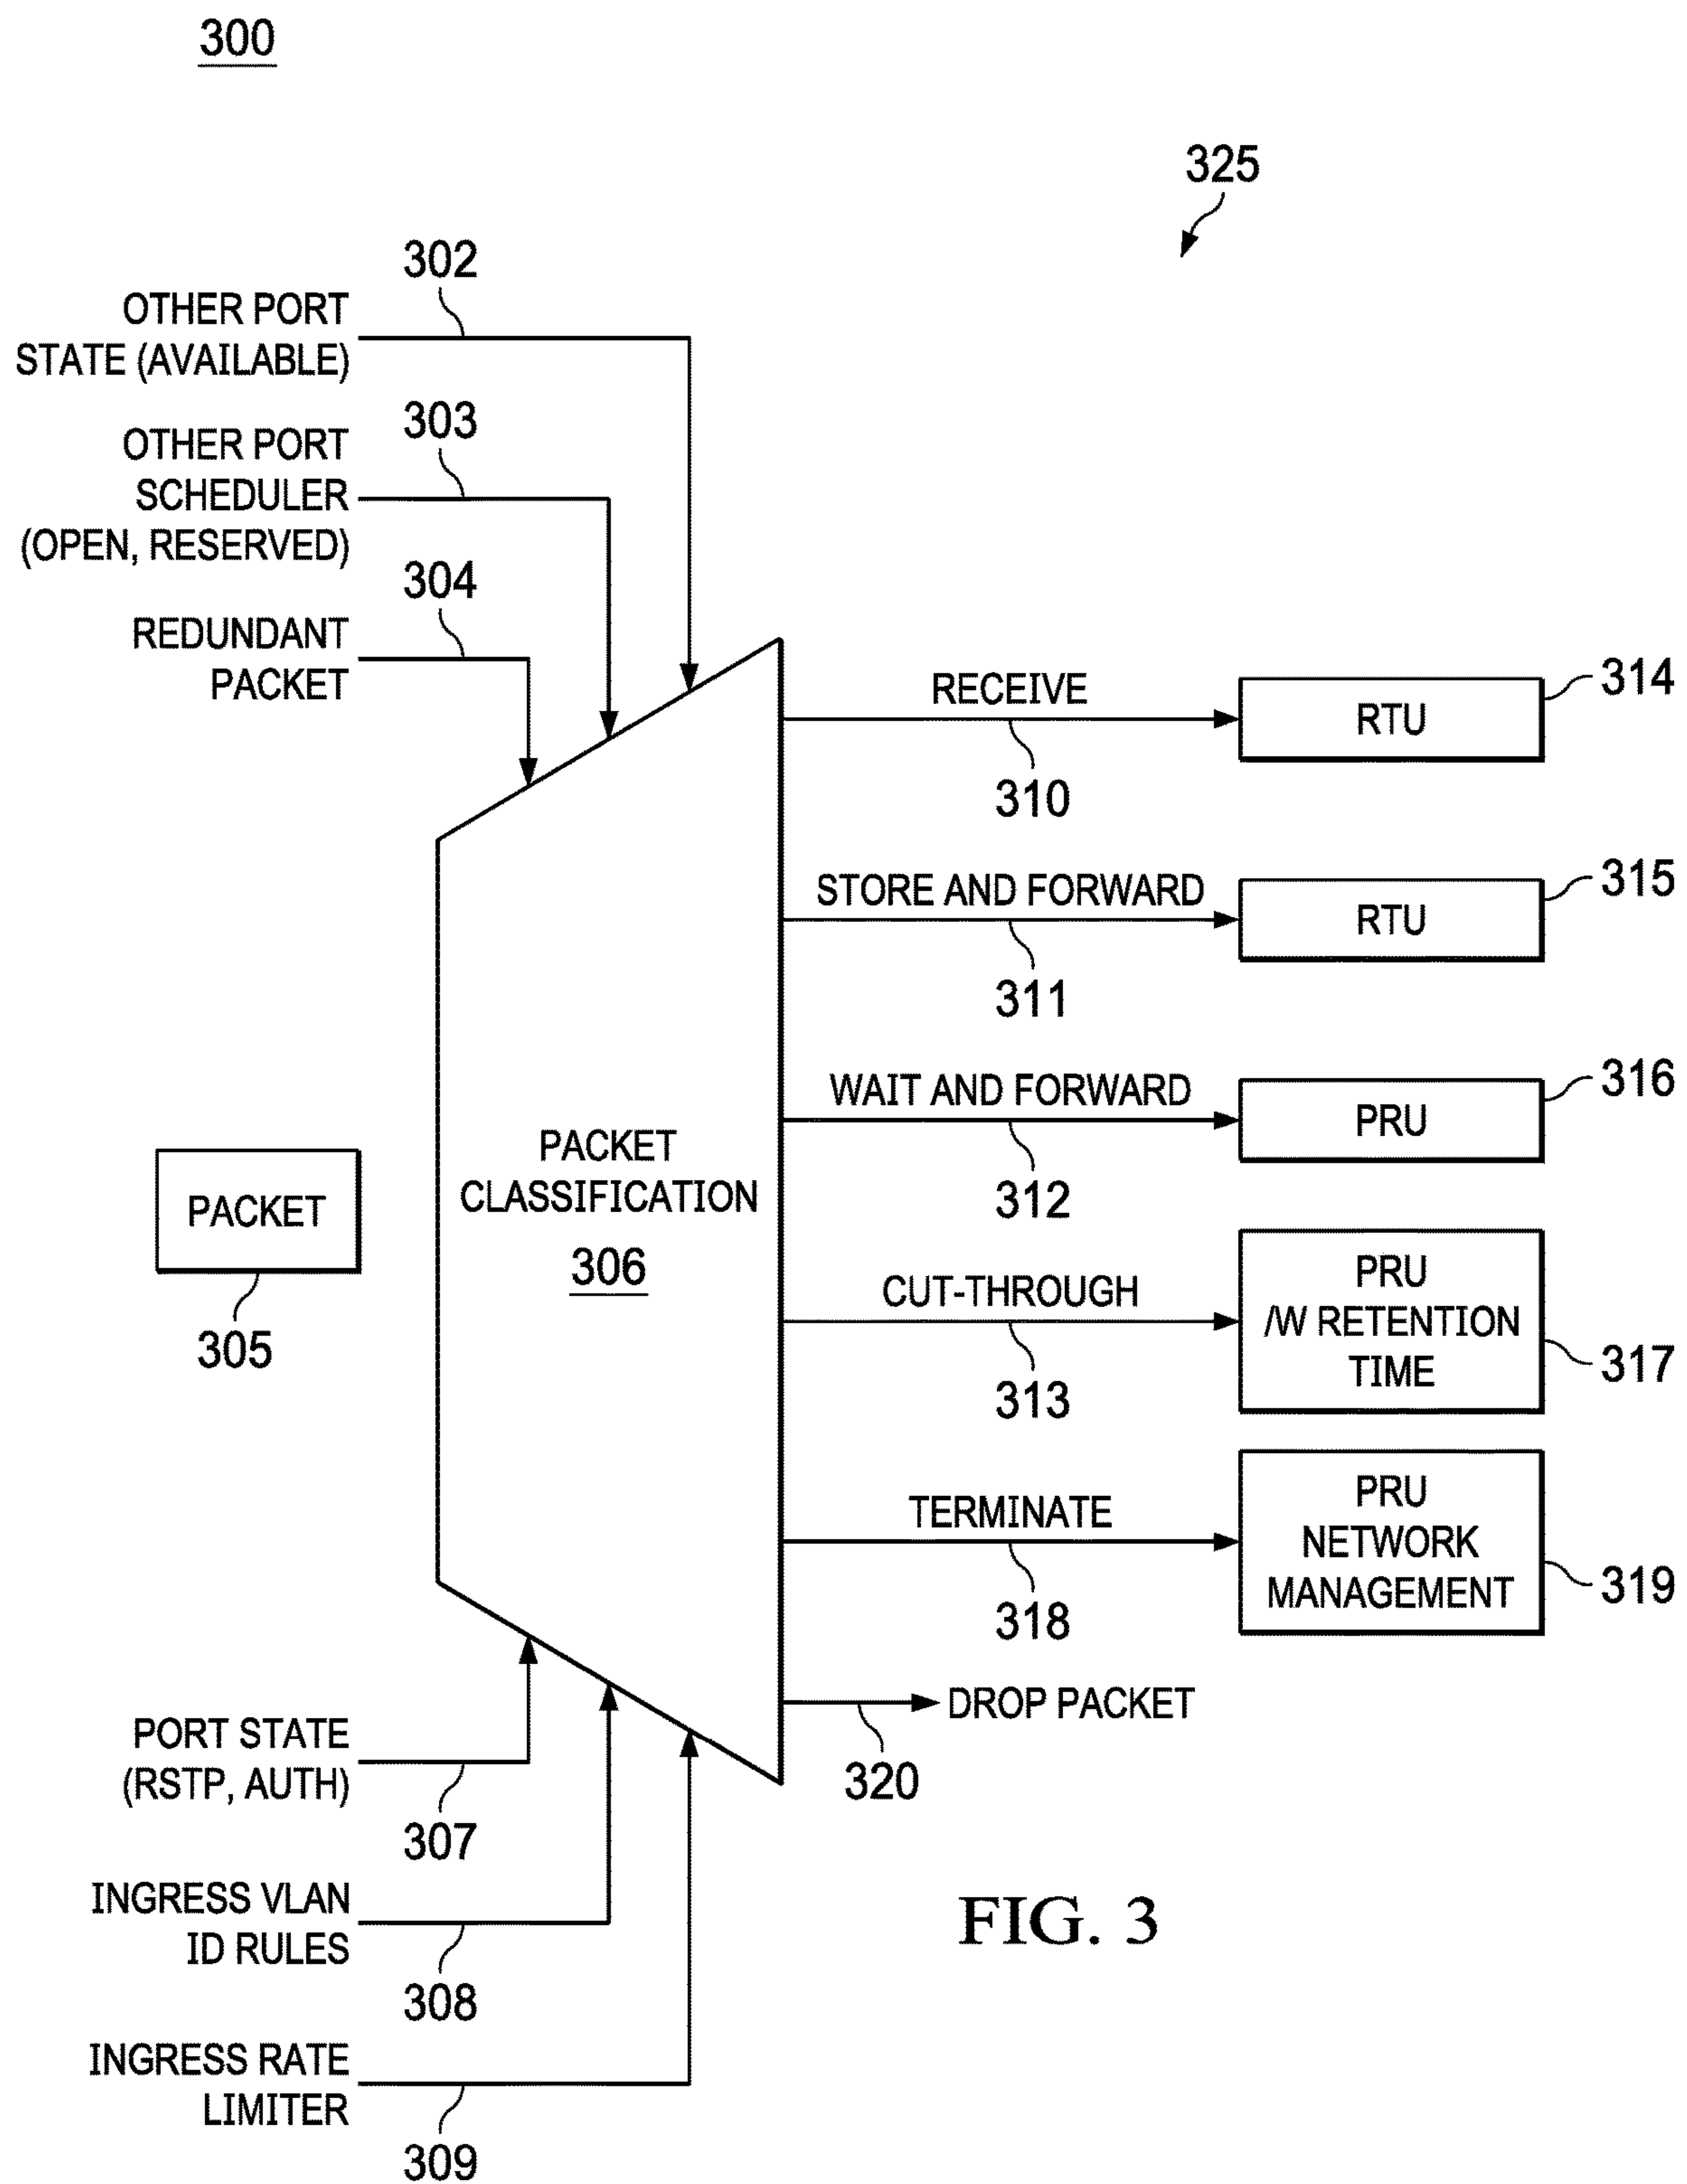 300
325
302
OTHER PORT
STATE (AVAILABLE)
303
OTHER PORT
SCHEDULER
(OPEN, RESERVED)
304
REDUNDANT
PACKET
RECEIVE
310
RTU
314
STORE AND FORWARD
311
RTU
315
WAIT AND FORWARD
312
PRU
316
PACKET
CLASSIFICATION
306
PACKET
305
CUT-THROUGH
313
PRU
/W RETENTION
TIME
317
TERMINATE
318
PRU
NETWORK
MANAGEMENT
319
DROP PACKET
320
PORT STATE
(RSTP, AUTH)
307
INGRESS VLAN
ID RULES
308
INGRESS RATE
LIMITER
309
FIG. 3